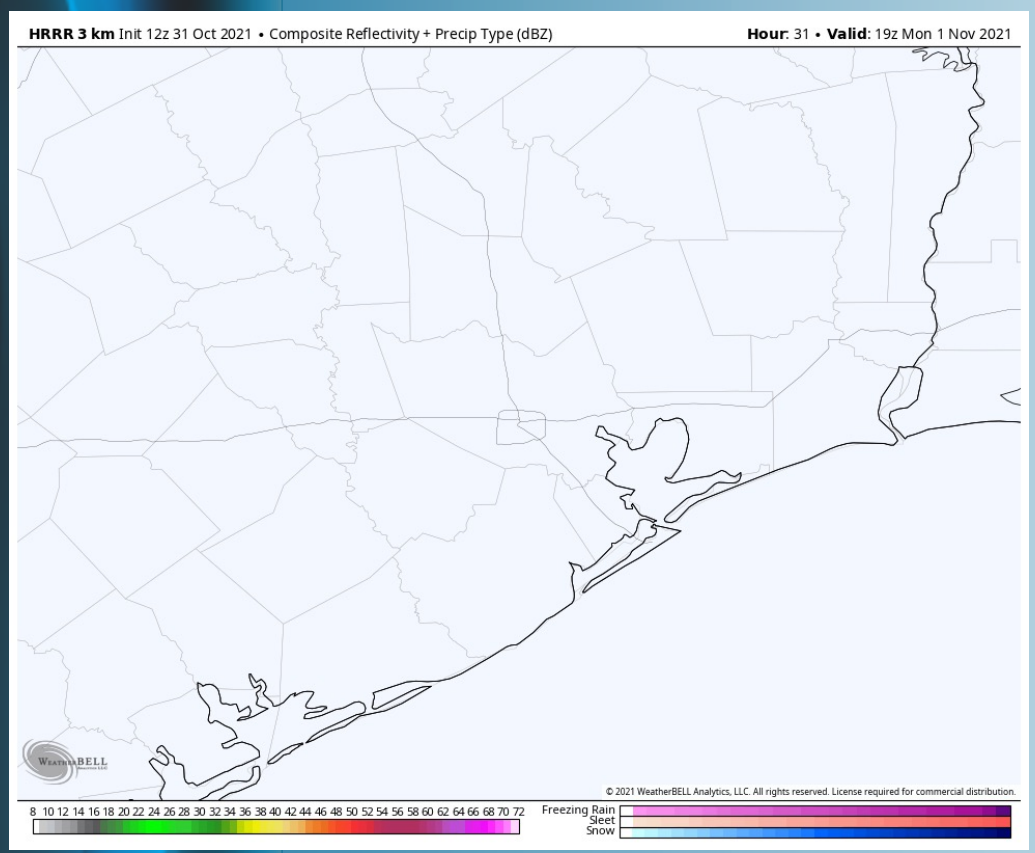 HRRR 3 km Init 12z 31 Oct 2021 • Composite Reflectivity + Precip Type (dBZ)
Hour: 31 • Valid: 19z Mon 1 Nov 2021
WEATHERBELL
Analytics LLC
© 2021 WeatherBELL Analytics, LLC. All rights reserved. License required for commercial distribution.
8 10 12 14 16 18 20 22 24 26 28 30 32 34 36 38 40 42 44 46 48 50 52 54 56 58 60 62 64 66 68 70 72
Freezing Rain
Sleet
Snow